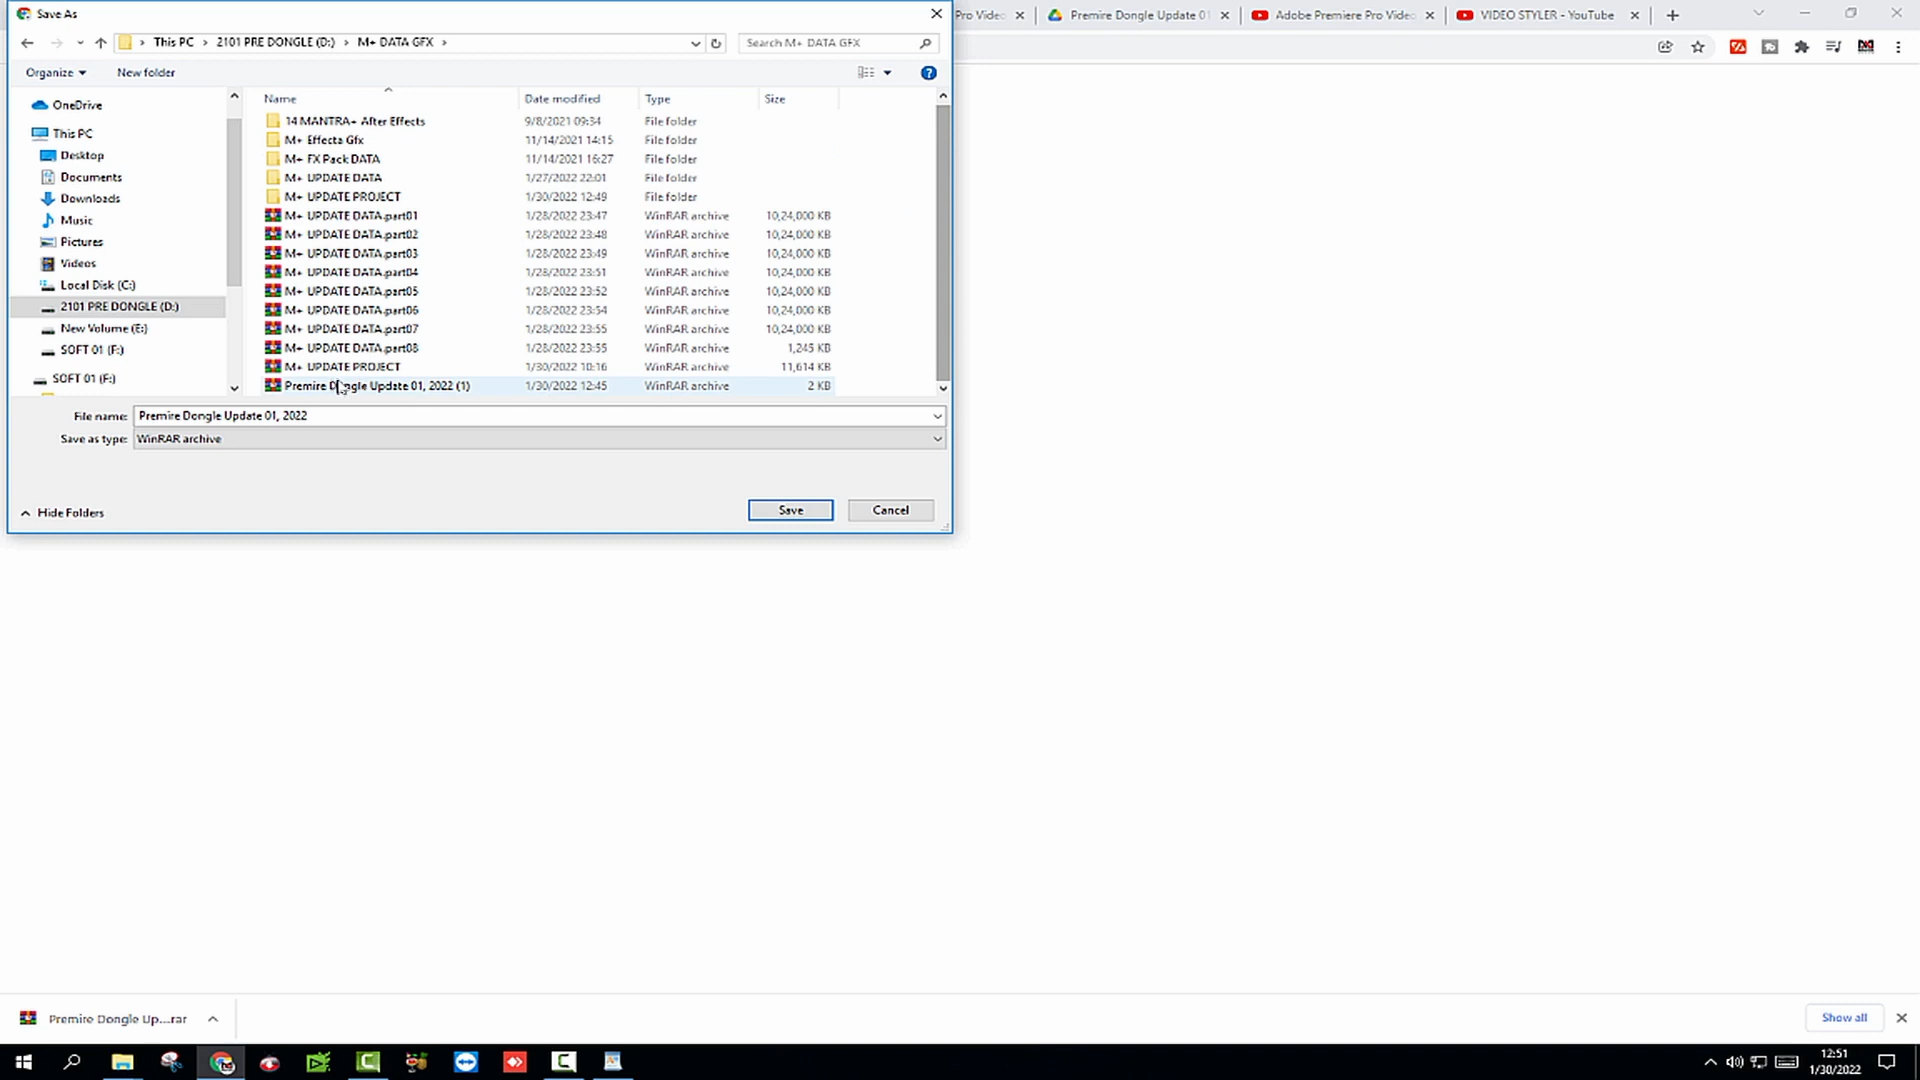 Save As
Pro Video
Premire Dongle Update 01
Adobe Premiere Pro Video
VIDEO STYLER - YouTube
This PC > 2101 PRE DONGLE (D:) > M+ DATA GFX >
Search M+ DATA GFX
Organize
New folder
Name Date modified Type Size
OneDrive
This PC
Desktop
Documents
Downloads
Music
Pictures
Videos
Local Disk (C:)
2101 PRE DONGLE (D:)
New Volume (E:)
SOFT 01 (F:)
SOFT 01 (F:)
14 MANTRA+ After Effects 9/8/2021 09:34 File folder
M+ Effecta Gfx 11/14/2021 14:15 File folder
M+ FX Pack DATA 11/14/2021 16:27 File folder
M+ UPDATE DATA 1/27/2022 22:01 File folder
M+ UPDATE PROJECT 1/30/2022 12:49 File folder
M+ UPDATE DATA.part01 1/28/2022 23:47 WinRAR archive 10,24,000 KB
M+ UPDATE DATA.part02 1/28/2022 23:48 WinRAR archive 10,24,000 KB
M+ UPDATE DATA.part03 1/28/2022 23:49 WinRAR archive 10,24,000 KB
M+ UPDATE DATA.part04 1/28/2022 23:51 WinRAR archive 10,24,000 KB
M+ UPDATE DATA.part05 1/28/2022 23:52 WinRAR archive 10,24,000 KB
M+ UPDATE DATA.part06 1/28/2022 23:54 WinRAR archive 10,24,000 KB
M+ UPDATE DATA.part07 1/28/2022 23:55 WinRAR archive 10,24,000 KB
M+ UPDATE DATA.part08 1/28/2022 23:55 WinRAR archive 1,245 KB
M+ UPDATE PROJECT 1/30/2022 10:16 WinRAR archive 11,614 KB
Premire Dongle Update 01, 2022 (1) 1/30/2022 12:45 WinRAR archive 2 KB
File name: Premire Dongle Update 01, 2022
Save as type: WinRAR archive
Hide Folders
Save
Cancel
Premire Dongle Up....rar
Show all
12:51
1/30/2022